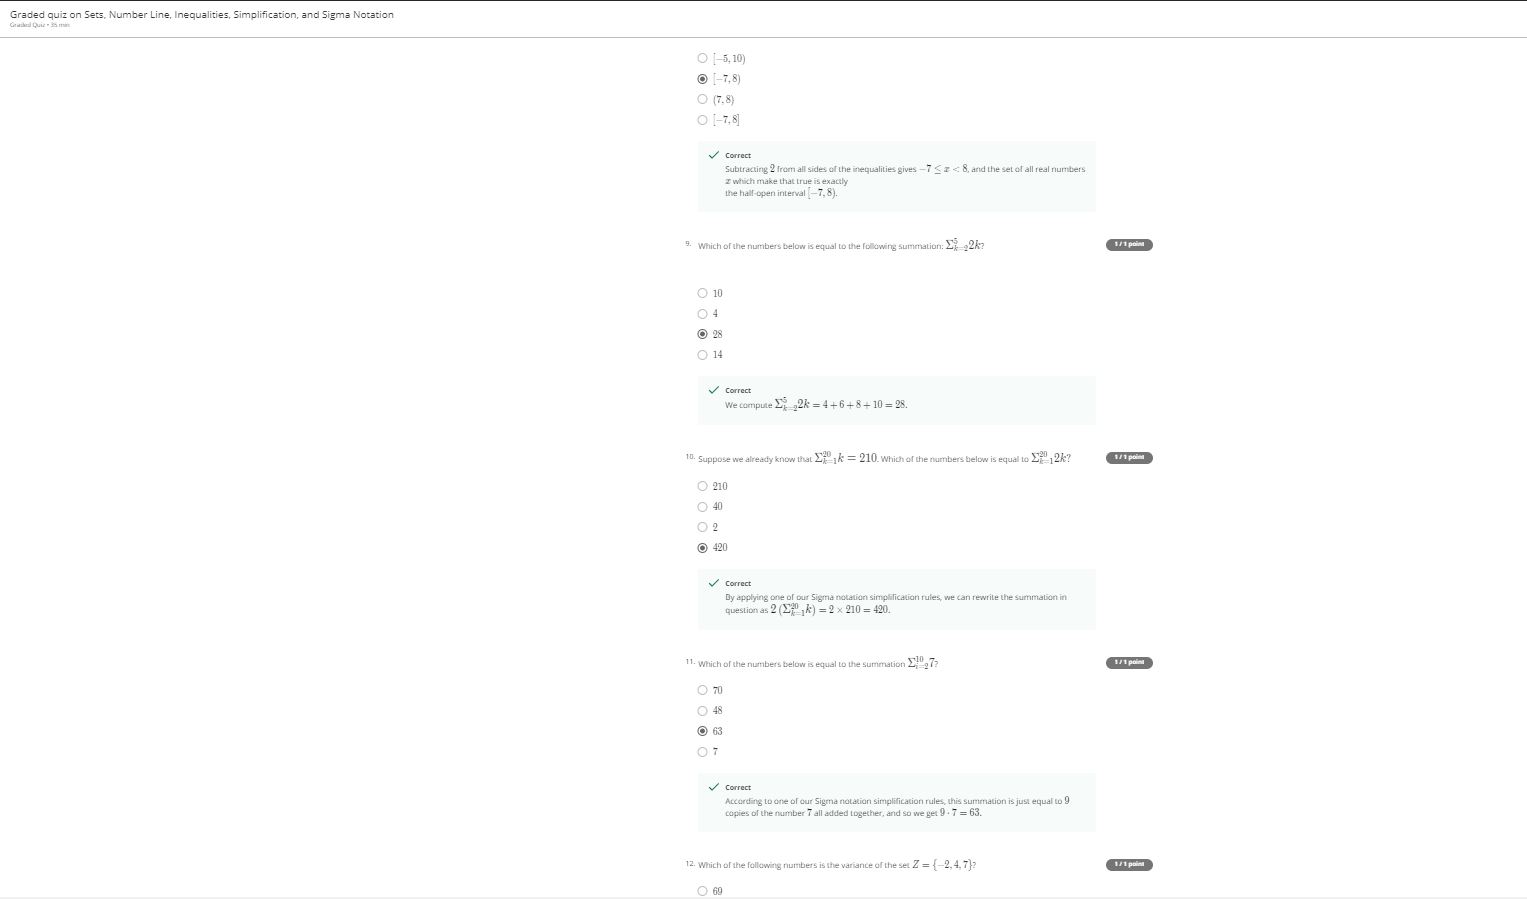 Graded quiz on Sets, Number Line, Inequalities, Simplification, and Sigma Notation
Graded Quiz • 35 min
[−5, 10)
[−7, 8)
(7, 8)
[−7, 8]
Correct
Subtracting 2 from all sides of the inequalities gives −7 ≤ x < 8, and the set of all real numbers
x which make that true is exactly
the half-open interval [−7, 8).
9. Which of the numbers below is equal to the following summation: Σ_{k=2}^{5} 2k? 1 / 1 point
10
4
28
14
Correct
We compute Σ_{k=2}^{5} 2k = 4 + 6 + 8 + 10 = 28.
10. Suppose we already know that Σ_{k=1}^{20} k = 210. Which of the numbers below is equal to Σ_{k=1}^{20} 2k? 1 / 1 point
210
40
2
420
Correct
By applying one of our Sigma notation simplification rules, we can rewrite the summation in
question as 2 (Σ_{k=1}^{20} k) = 2 × 210 = 420.
11. Which of the numbers below is equal to the summation Σ_{i=2}^{10} 7? 1 / 1 point
70
48
63
7
Correct
According to one of our Sigma notation simplification rules, this summation is just equal to 9
copies of the number 7 all added together, and so we get 9 · 7 = 63.
12. Which of the following numbers is the variance of the set Z = {−2, 4, 7}? 1 / 1 point
69